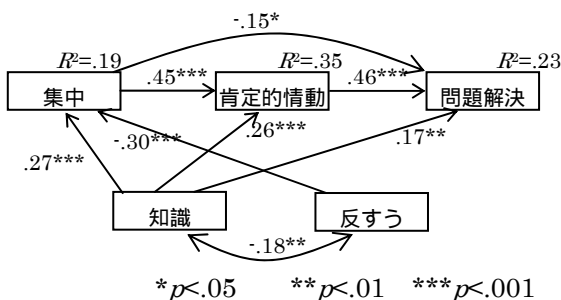 -.15*
R²=.19
R²=.35
R²=.23
集中
.45***
肯定的情動
.46***
問題解決
.27***
-.30***
.26***
.17**
知識
反すう
-.18**
*p<.05 **p<.01 ***p<.001